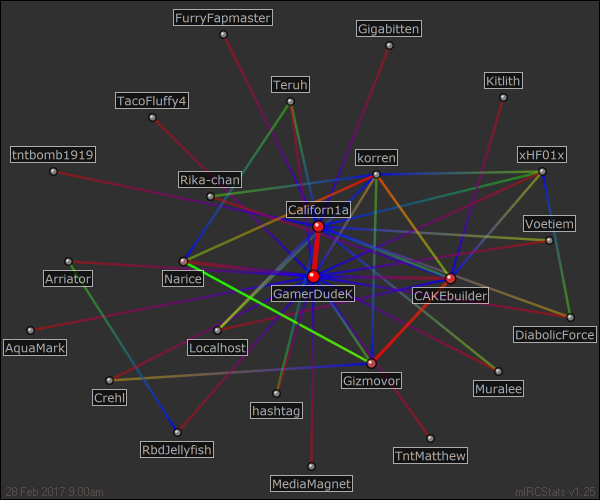 FurryFapmaster
Gigabitten
Teruh
Kitlith
TacoFluffy4
tntbomb1919
korren
xHF01x
Rika-chan
Californ1a
Voetiem
Arriator
Narice
GamerDudeK
CAKEbuilder
DiabolicForce
AquaMark
Localhost
Gizmovor
Muralee
Crehl
hashtag
RbdJellyfish
TntMatthew
MediaMagnet
28 Feb 2017 9:00am
mIRCStats v1.25